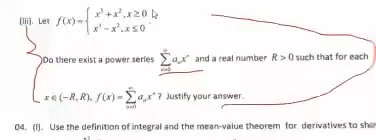 (iii). Let f(x) = { x³ + x², x ≥ 0
x³ - x², x ≤ 0 .
Do there exist a power series ∑_{n=0}^{∞} aₙxⁿ and a real number R > 0 such that for each
x ∈ (-R, R), f(x) = ∑_{n=0}^{∞} aₙxⁿ ? Justify your answer.
04. (i). Use the definition of integral and the mean-value theorem for derivatives to sho